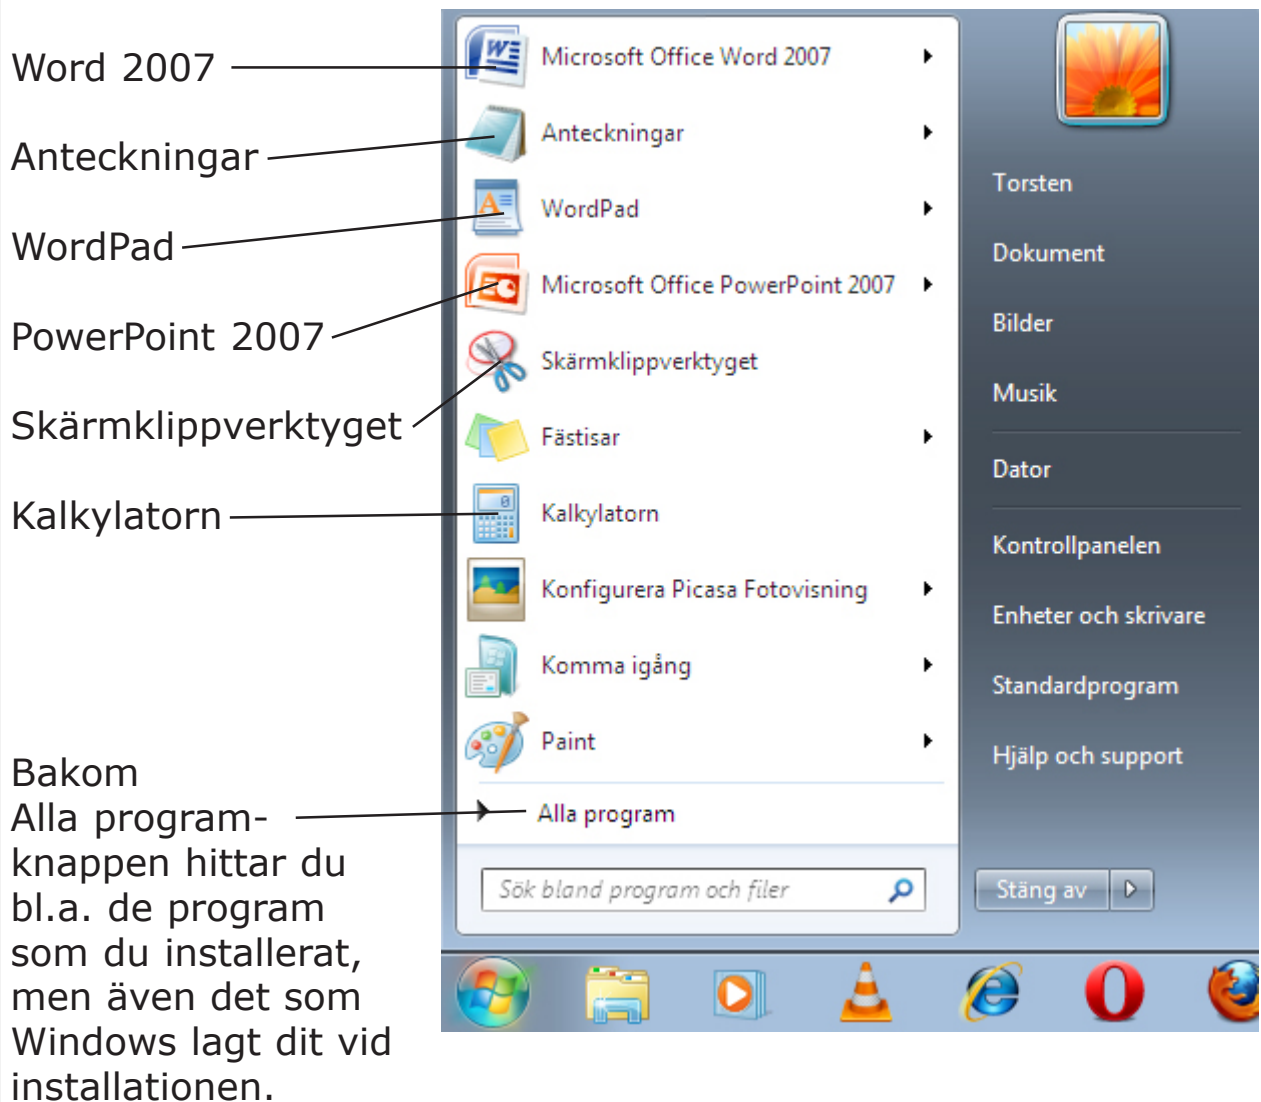 Word 2007
Anteckningar
WordPad
PowerPoint 2007
Skärmklippverktyget
Kalkylatorn
Bakom
Alla program-
knappen hittar du
bl.a. de program
som du installerat,
men även det som
Windows lagt dit vid
installationen.
Microsoft Office Word 2007
Anteckningar
WordPad
Microsoft Office PowerPoint 2007
Skärmklippverktyget
Fästisar
Kalkylatorn
Konfigurera Picasa Fotovisning
Komma igång
Paint
Alla program
Sök bland program och filer
Torsten
Dokument
Bilder
Musik
Dator
Kontrollpanelen
Enheter och skrivare
Standardprogram
Hjälp och support
Stäng av